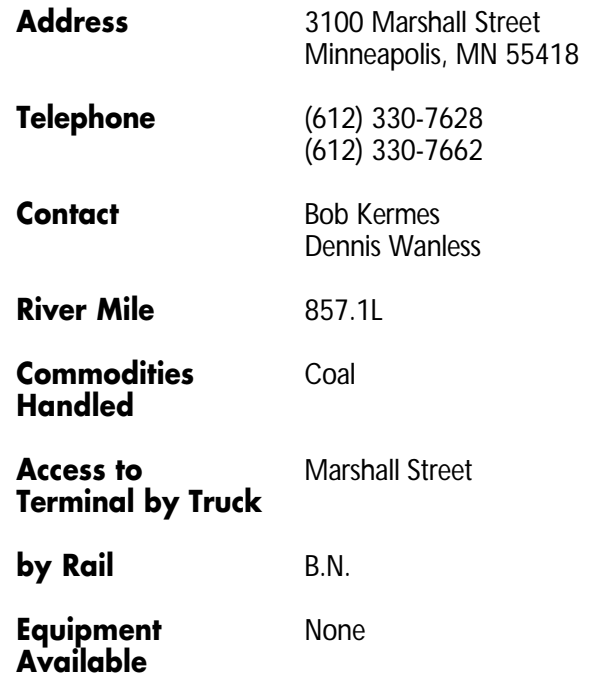 Address 3100 Marshall Street
Minneapolis, MN 55418
Telephone (612) 330-7628
(612) 330-7662
Contact Bob Kermes
Dennis Wanless
River Mile 857.1L
Commodities Coal
Handled
Access to Marshall Street
Terminal by Truck
by Rail B.N.
Equipment None
Available